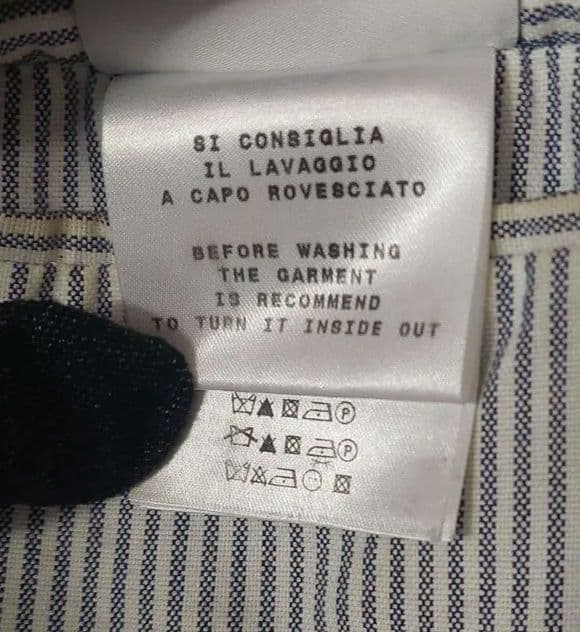 SI CONSIGLIA
IL LAVAGGIO
A CAPO ROVESCIATO
BEFORE WASHING
THE GARMENT
IS RECOMMEND
TO TURN IT INSIDE OUT
P
P